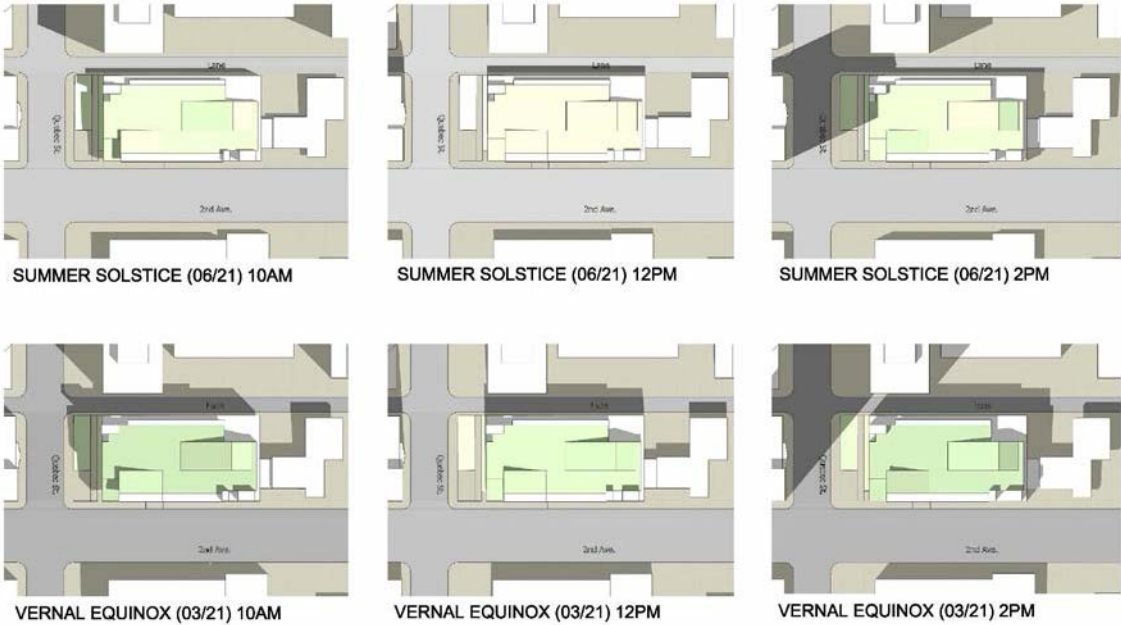 Lane
Quebec St.
2nd Ave.
Lane
Quebec St.
2nd Ave.
Lane
Quebec St.
2nd Ave.
SUMMER SOLSTICE (06/21) 10AM
SUMMER SOLSTICE (06/21) 12PM
SUMMER SOLSTICE (06/21) 2PM
Lane
Quebec St.
2nd Ave.
Lane
Quebec St.
2nd Ave.
Lane
Quebec St.
2nd Ave.
VERNAL EQUINOX (03/21) 10AM
VERNAL EQUINOX (03/21) 12PM
VERNAL EQUINOX (03/21) 2PM